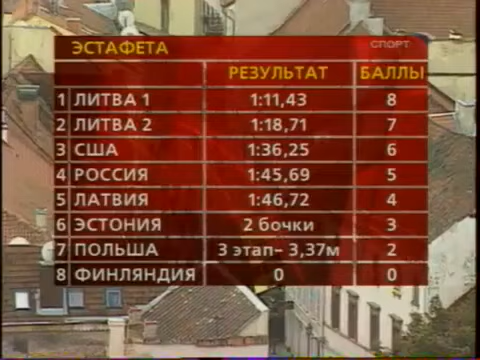 ЭСТАФЕТА СПОРТ
РЕЗУЛЬТАТ БАЛЛЫ
1 ЛИТВА 1 1:11,43 8
2 ЛИТВА 2 1:18,71 7
3 США 1:36,25 6
4 РОССИЯ 1:45,69 5
5 ЛАТВИЯ 1:46,72 4
6 ЭСТОНИЯ 2 бочки 3
7 ПОЛЬША 3 этап– 3,37м 2
8 ФИНЛЯНДИЯ 0 0